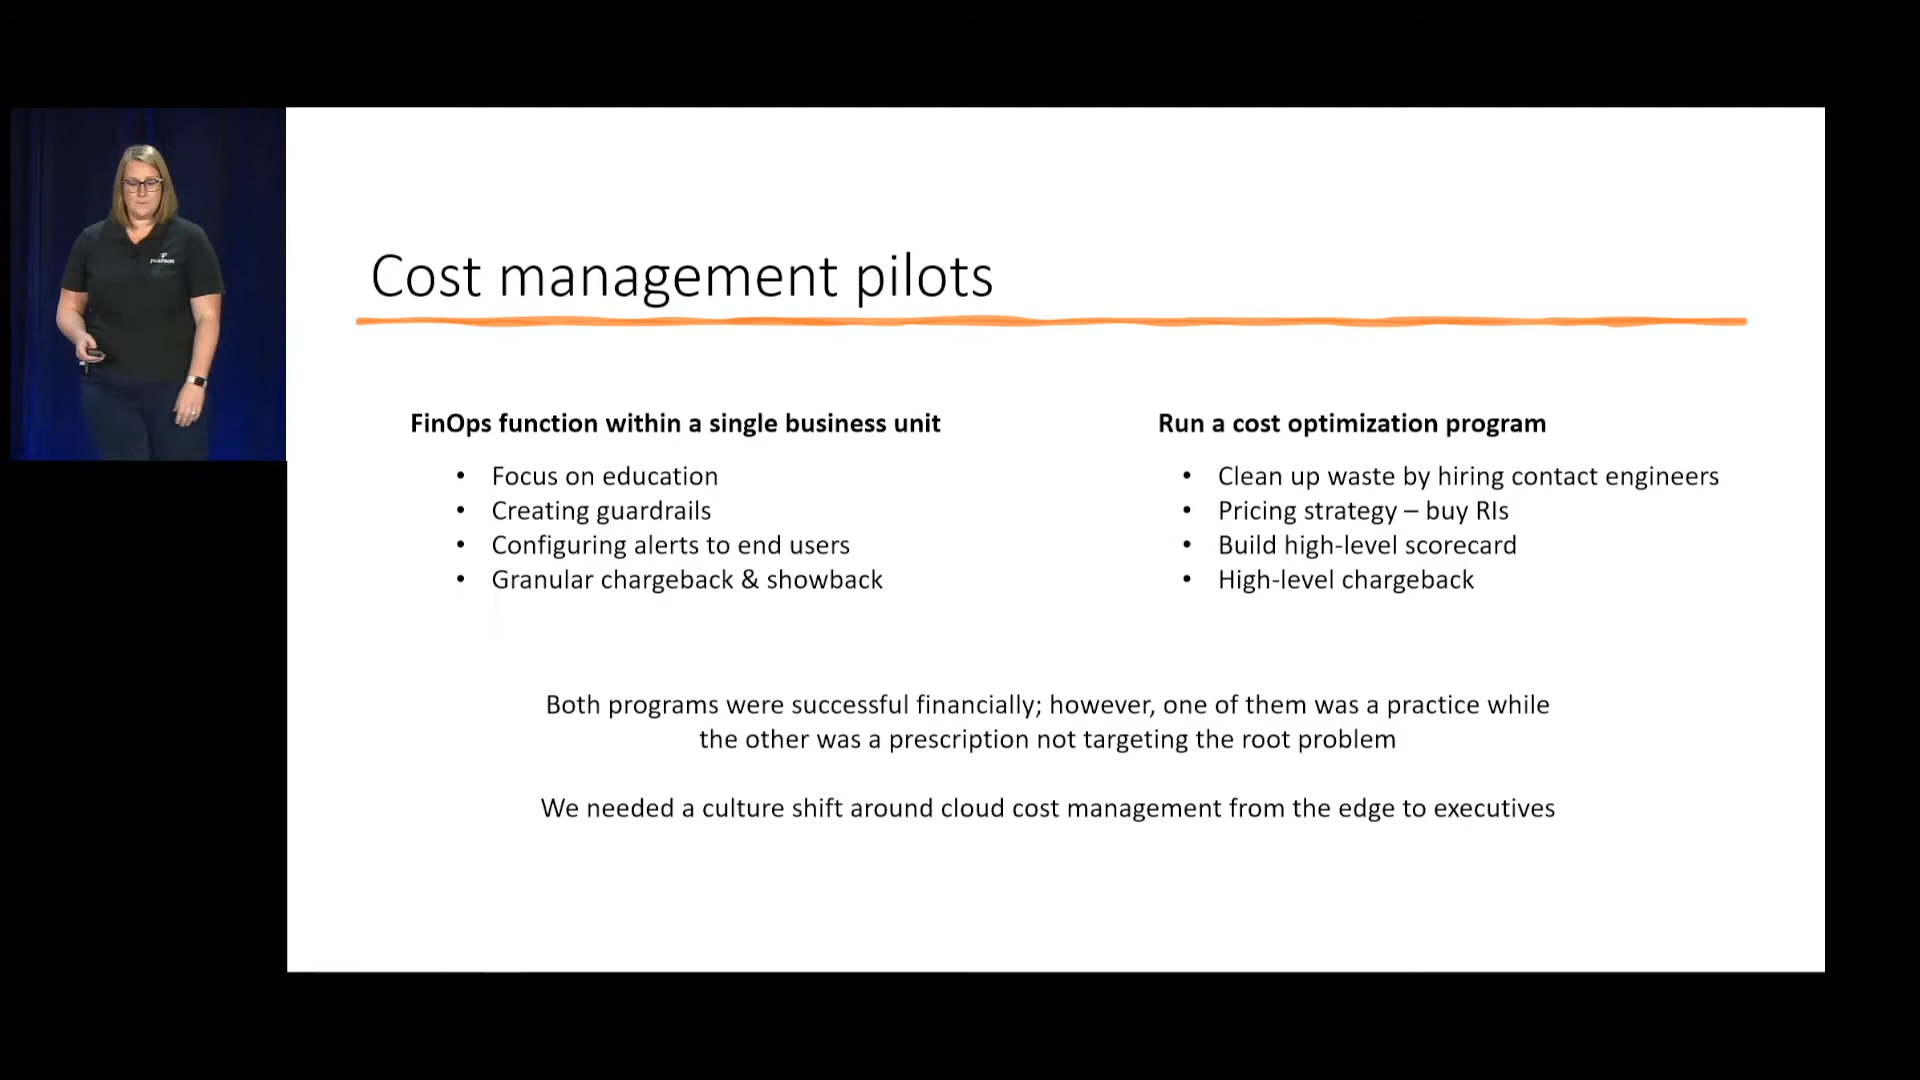 Pearson
Cost management pilots
FinOps function within a single business unit
• Focus on education
• Creating guardrails
• Configuring alerts to end users
• Granular chargeback & showback
Run a cost optimization program
• Clean up waste by hiring contact engineers
• Pricing strategy – buy RIs
• Build high-level scorecard
• High-level chargeback
Both programs were successful financially; however, one of them was a practice while
the other was a prescription not targeting the root problem
We needed a culture shift around cloud cost management from the edge to executives